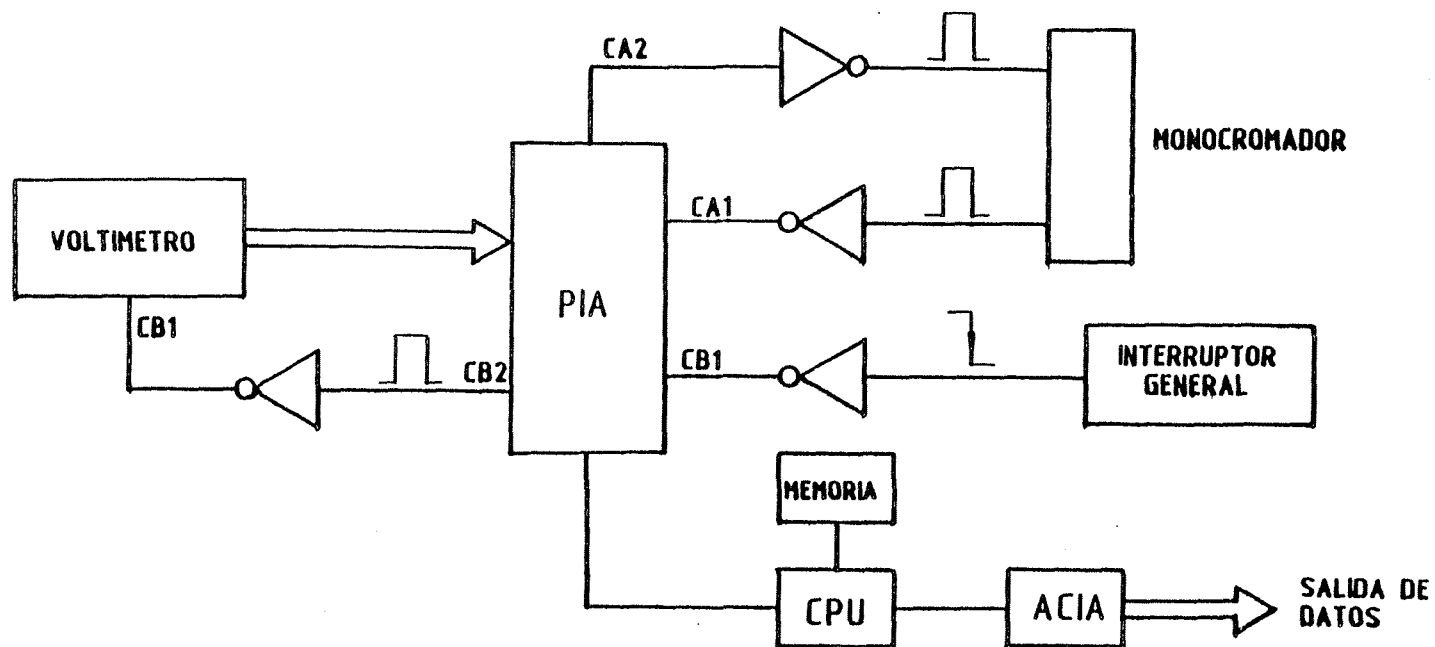 CA2
MONOCROMADOR
CA1
VOLTIMETRO
PIA
CB1
CB2
CB1
INTERRUPTOR
GENERAL
MEMORIA
CPU
ACIA
SALIDA DE
DATOS